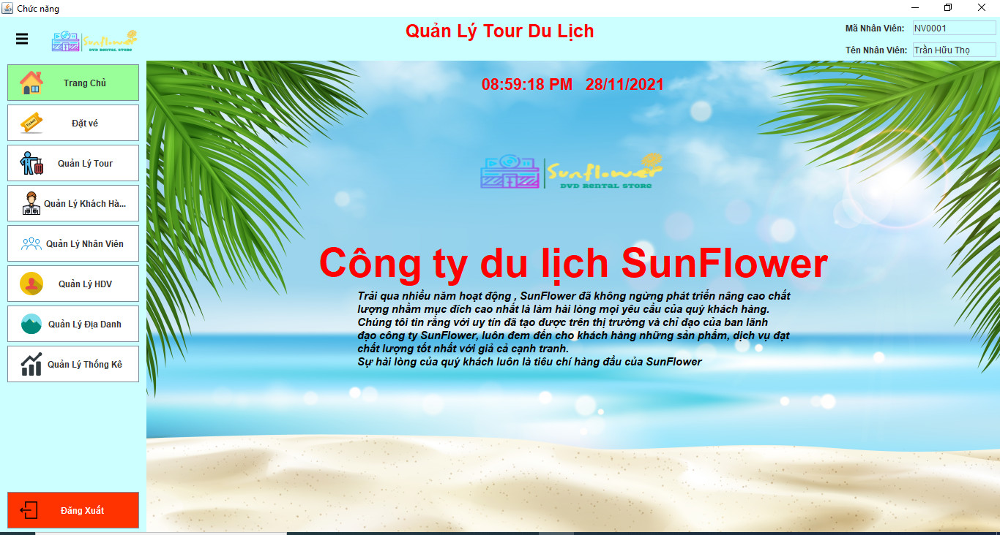 Chức năng
Sunflower
DVD RENTAL STORE
Quản Lý Tour Du Lịch
Mã Nhân Viên: NV0001
Tên Nhân Viên: Trần Hữu Thọ
Trang Chủ
Ticket
Đặt vé
Quản Lý Tour
Quản Lý Khách Hà...
Quản Lý Nhân Viên
Quản Lý HDV
Quản Lý Địa Danh
Quản Lý Thống Kê
Đăng Xuất
08:59:18 PM 28/11/2021
Sunflower
DVD RENTAL STORE
Công ty du lịch SunFlower
Trải qua nhiều năm hoạt động , SunFlower đã không ngừng phát triển nâng cao chất
lượng nhằm mục đích cao nhất là làm hài lòng mọi yêu cầu của quý khách hàng.
Chúng tôi tin rằng với uy tín đã tạo được trên thị trường và chỉ đạo của ban lãnh
đạo công ty SunFlower, luôn đem đến cho khách hàng những sản phẩm, dịch vụ đạt
chất lượng tốt nhất với giả cả cạnh tranh.
Sự hài lòng của quý khách luôn là tiêu chí hàng đầu của SunFlower